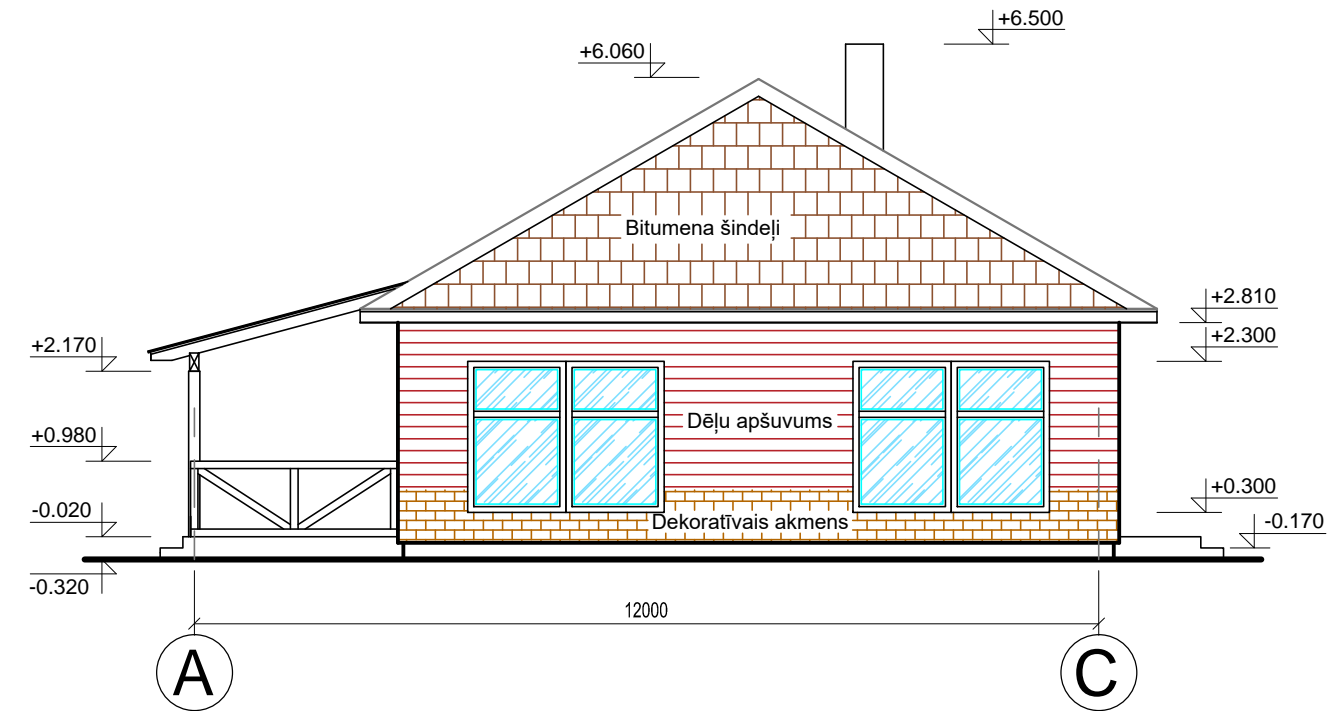 +6.500
+6.060
Bitumena šindeļi
+2.810
+2.170
+2.300
Dēļu apšuvums
+0.980
+0.300
-0.020
Dekoratīvais akmens
-0.170
-0.320
12000
A
C